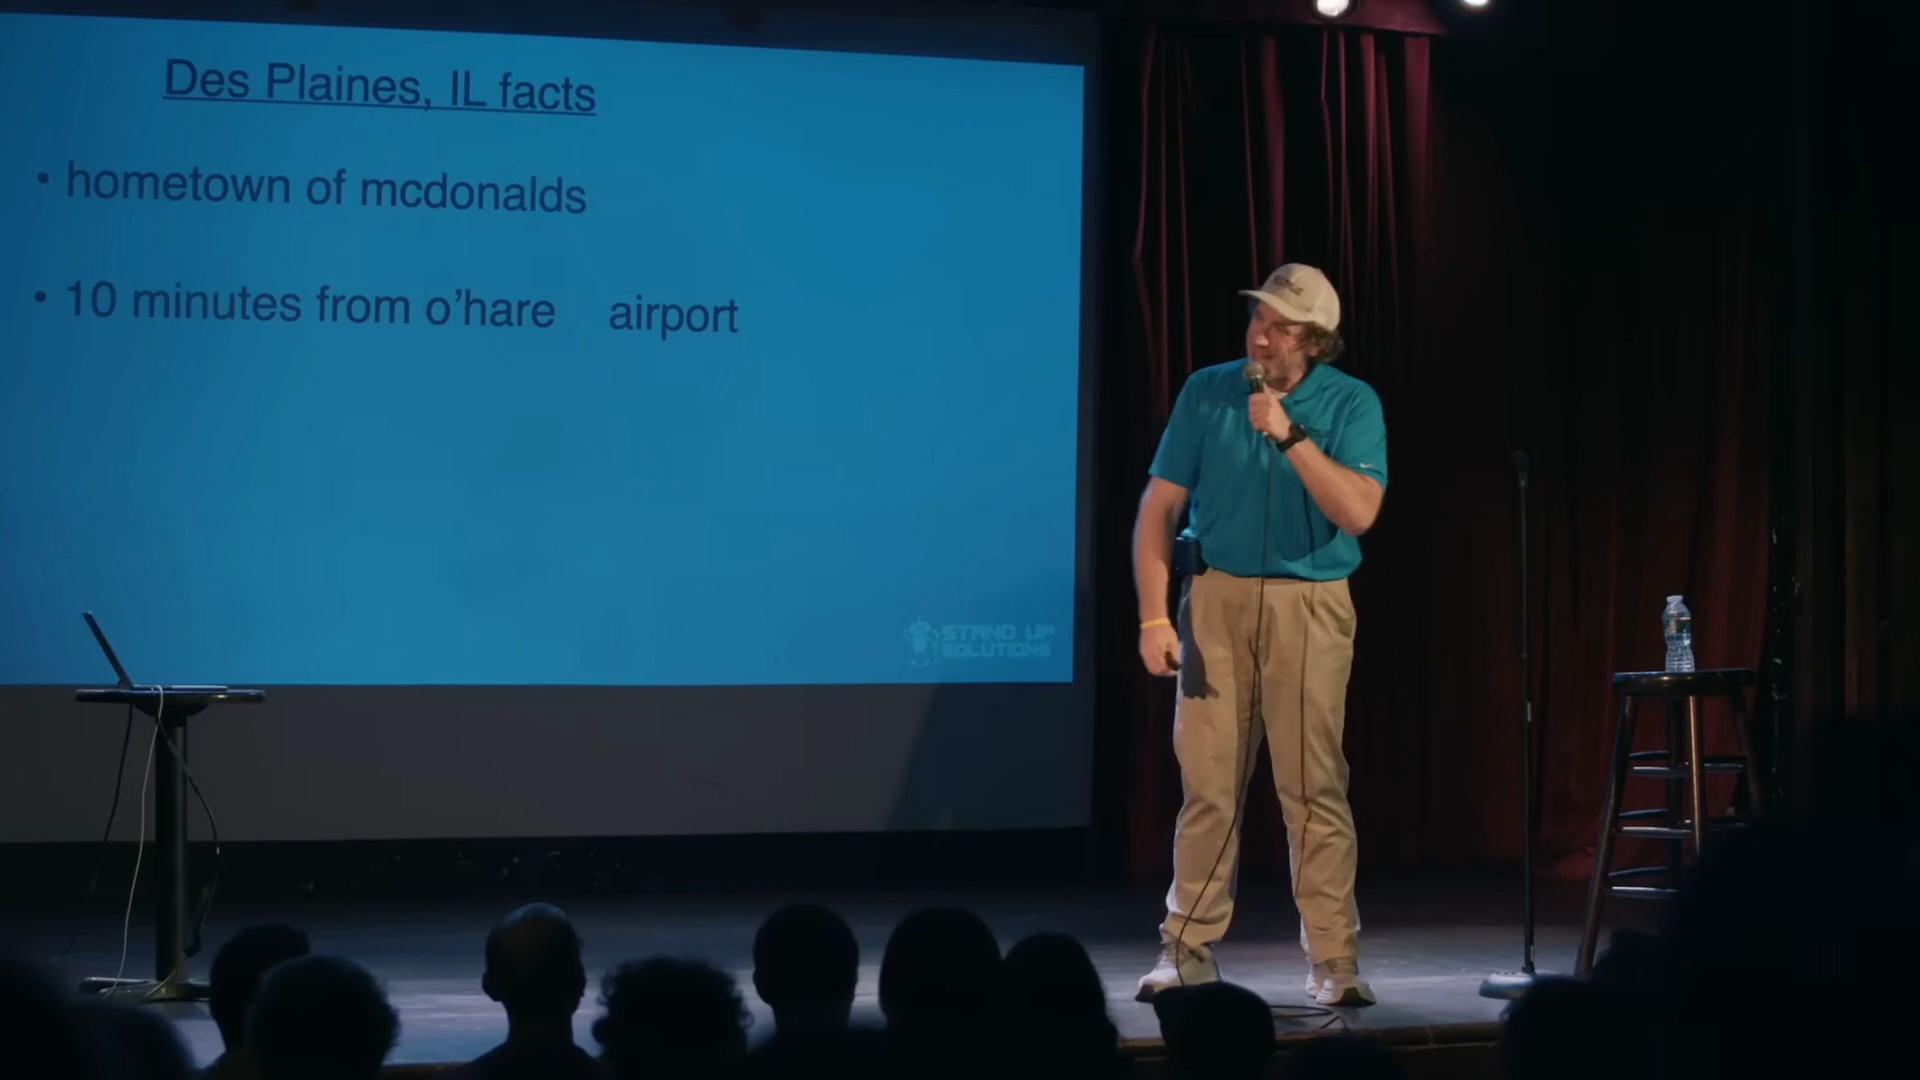 Des Plaines, IL facts
• hometown of mcdonalds
• 10 minutes from o’hare    airport
STAND UP
SOLUTIONS